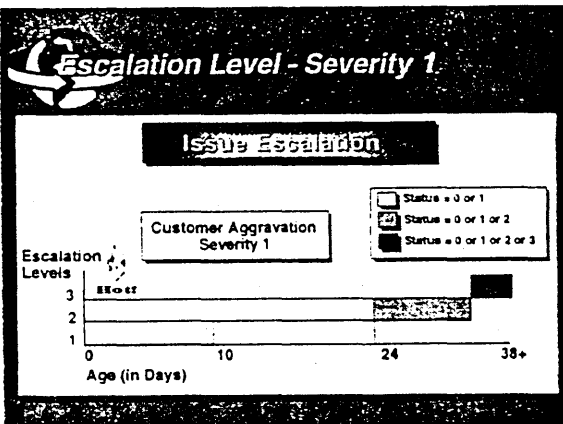 Escalation Level - Severity 1
Issue Escalation
Status = 0 or 1
Status = 0 or 1 or 2
Status = 0 or 1 or 2 or 3
Customer Aggravation
Severity 1
Escalation
Levels
3
2
1
0 10 24 38+
Age (in Days)